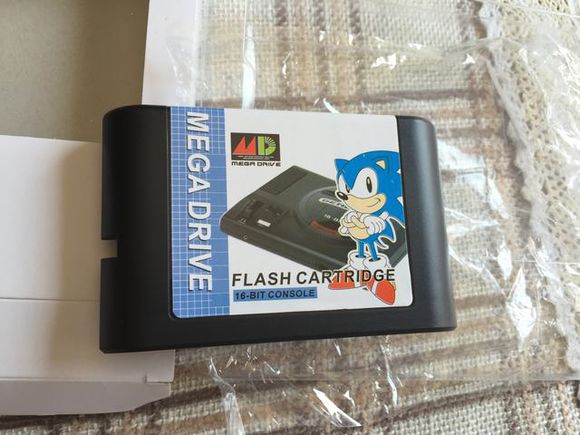 MEGA DRIVE
MD
MEGA DRIVE
FLASH CARTRIDGE
16-BIT CONSOLE